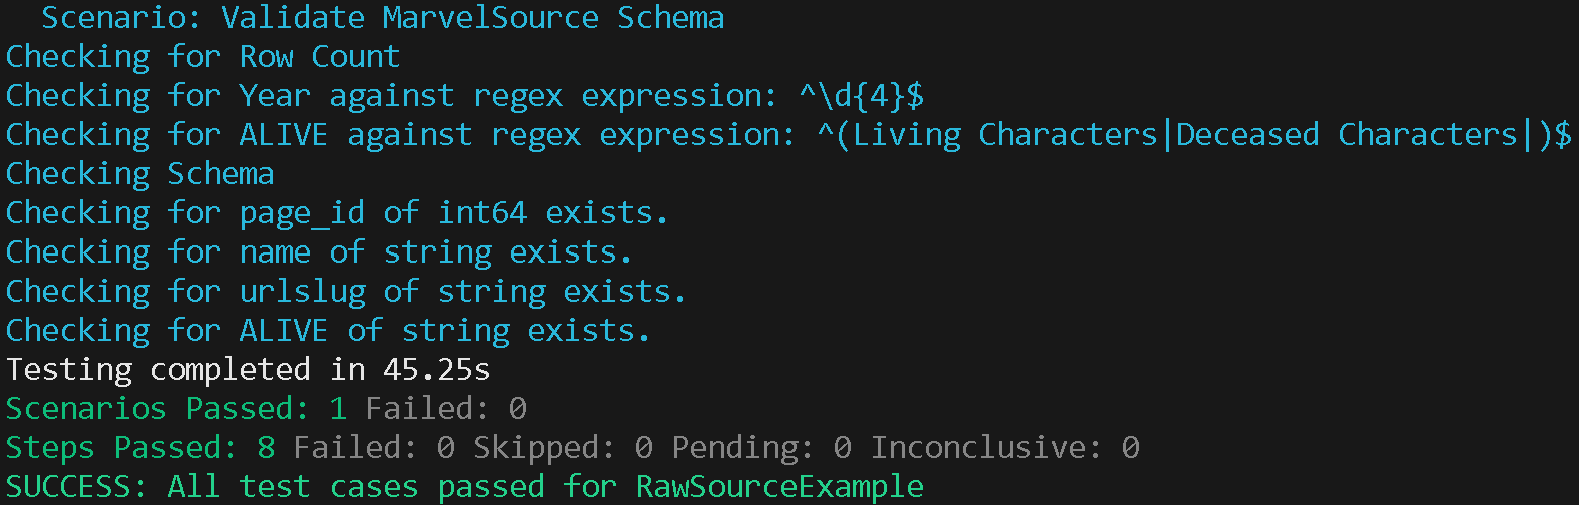 Scenario: Validate MarvelSource Schema
Checking for Row Count
Checking for Year against regex expression: ^\d{4}$
Checking for ALIVE against regex expression: ^(Living Characters|Deceased Characters|)$
Checking Schema
Checking for page_id of int64 exists.
Checking for name of string exists.
Checking for urlslug of string exists.
Checking for ALIVE of string exists.
Testing completed in 45.25s
Scenarios Passed: 1 Failed: 0
Steps Passed: 8 Failed: 0 Skipped: 0 Pending: 0 Inconclusive: 0
SUCCESS: All test cases passed for RawSourceExample